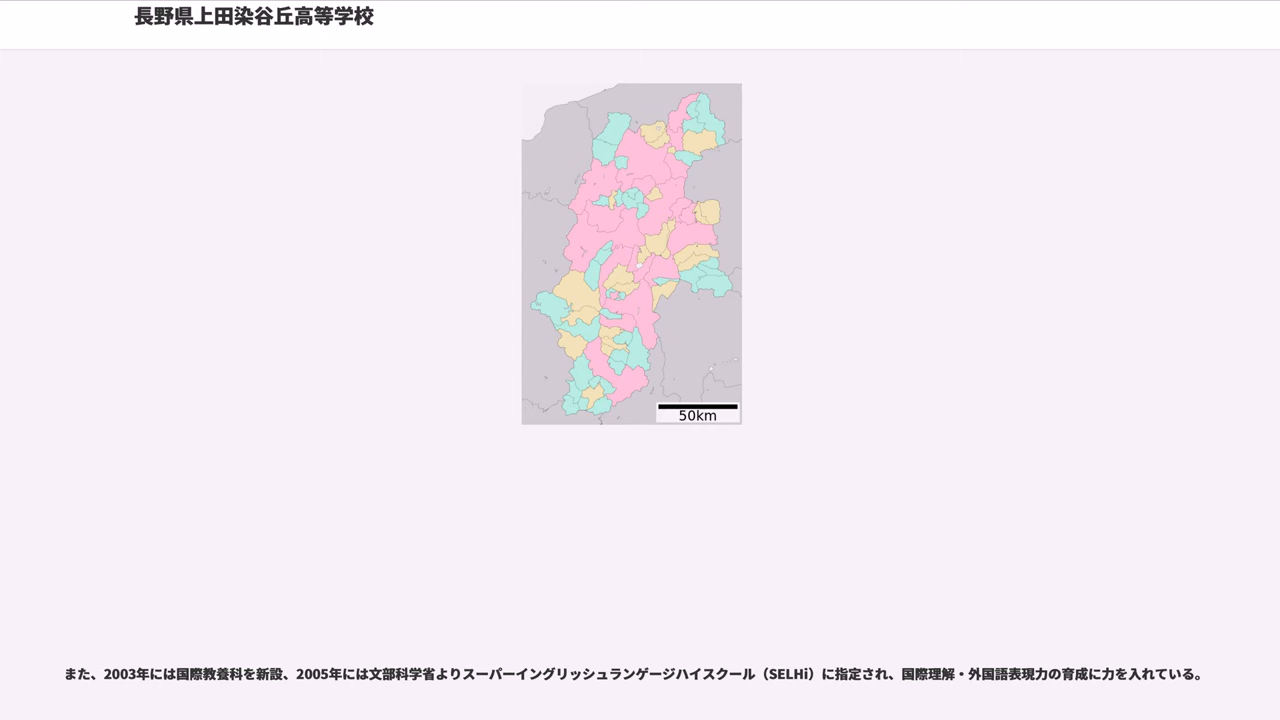 長野県上田染谷丘高等学校
50km
また、2003年には国際教養科を新設、2005年には文部科学省よりスーパーイングリッシュランゲージハイスクール（SELHi）に指定され、国際理解・外国語表現力の育成に力を入れている。